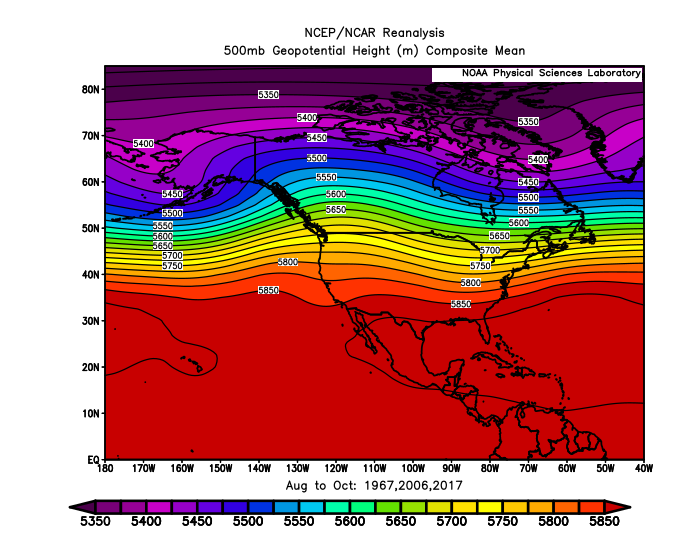 NCEP/NCAR Reanalysis
500mb Geopotential Height (m) Composite Mean
NOAA Physical Sciences Laboratory
80N
5350
5400
5350
70N
5400
5450
5500
5400
5550
60N
5450
5450
5600
5500
5500
5650
5550
5550
5600
50N
5600
5650
5650
5700
5700
5750
5800
5750
40N
5800
5850
5850
30N
20N
10N
EQ
180 170W 160W 150W 140W 130W 120W 110W 100W 90W 80W 70W 60W 50W 40W
Aug to Oct: 1967,2006,2017
5350 5400 5450 5500 5550 5600 5650 5700 5750 5800 5850